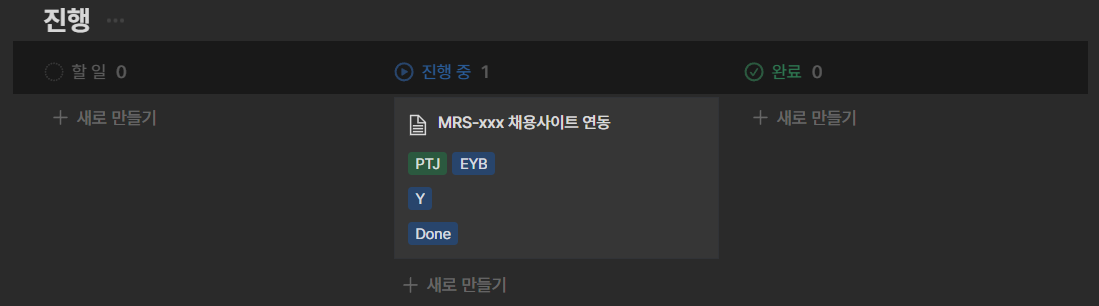 진행 ...
할 일 0
진행 중 1
완료 0
+ 새로 만들기
MRS-xxx 채용사이트 연동
PTJ EYB
Y
Done
+ 새로 만들기
+ 새로 만들기